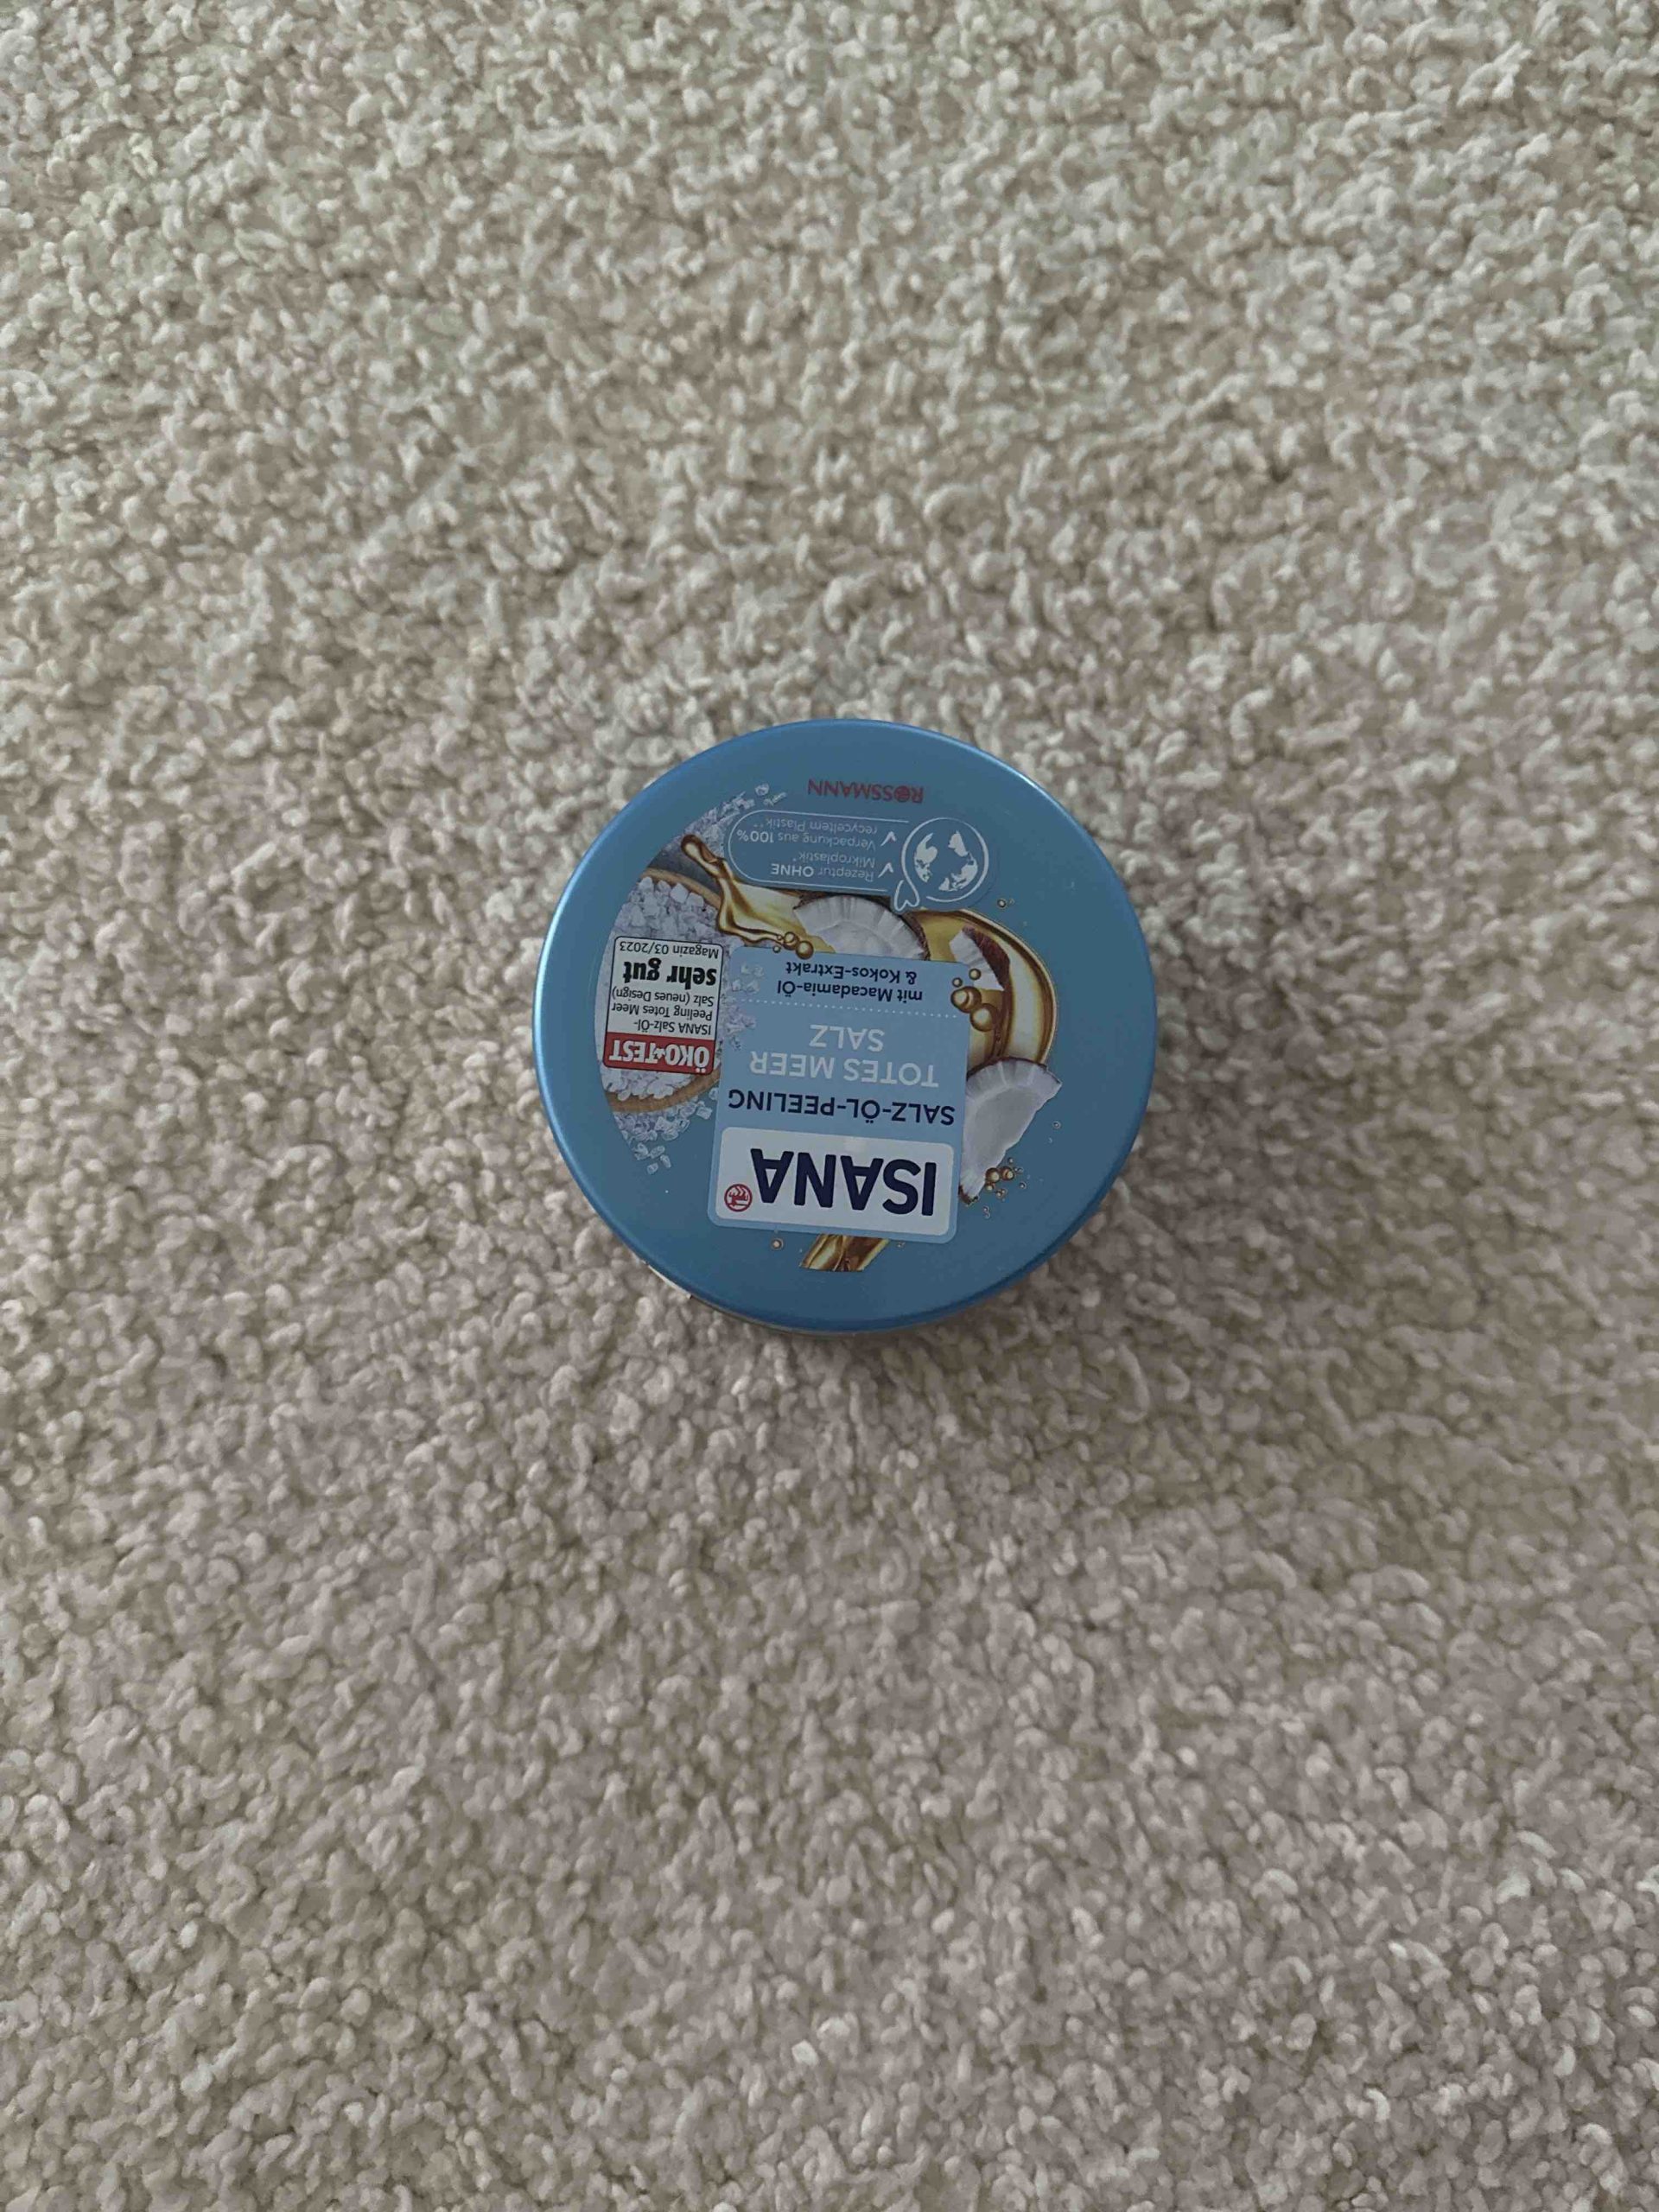 ISANA
SALZ-ÖL-PEELING
TOTES MEER
SALZ
mit Macadamia-Öl
& Kokos-Extrakt
ÖKO-TEST
ISANA Salz-Öl-
Peeling Totes Meer
Salz (neues Design)
sehr gut
Magazin 03/2023
Rezeptur OHNE
Mikroplastik*
Verpackung aus 100%
recyceltem Plastik**
ROSSMANN